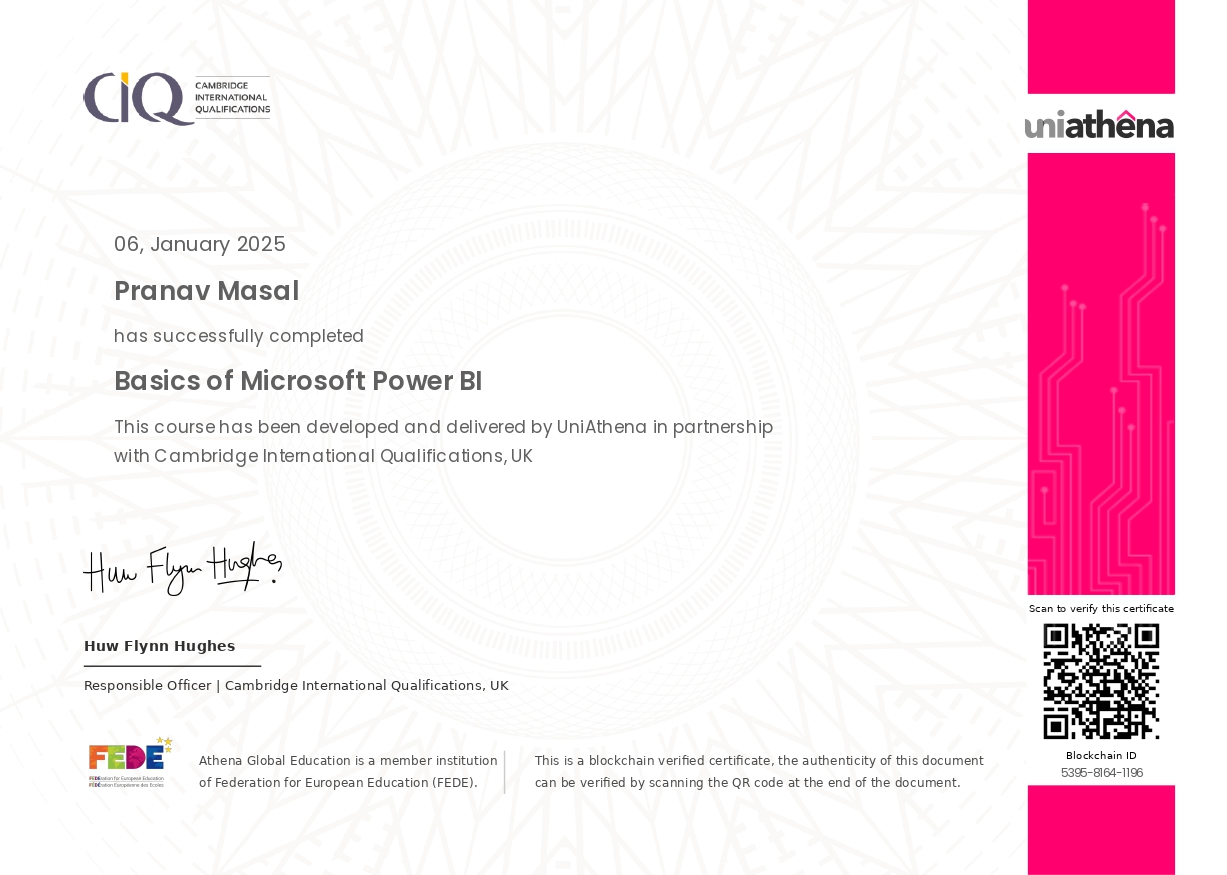 CIQ
CAMBRIDGE
INTERNATIONAL
QUALIFICATIONS
uniathêna
06, January 2025
Pranav Masal
has successfully completed
Basics of Microsoft Power BI
This course has been developed and delivered by UniAthena in partnership
with Cambridge International Qualifications, UK
Huw Flynn Hughes
Huw Flynn Hughes
Responsible Officer | Cambridge International Qualifications, UK
Scan to verify this certificate
Blockchain ID
5395-8164-1196
FEDE
FEDEration for European Education
FEDEration Européenne des Ecoles
Athena Global Education is a member institution
of Federation for European Education (FEDE).
This is a blockchain verified certificate, the authenticity of this document
can be verified by scanning the QR code at the end of the document.